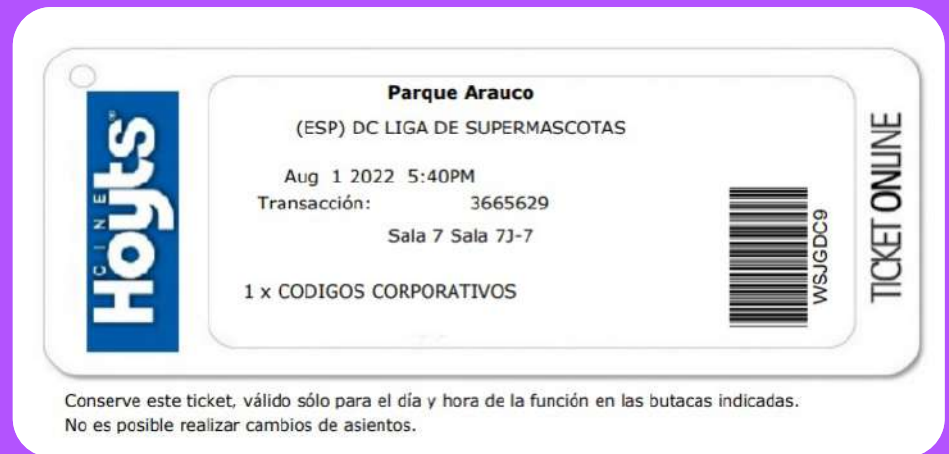 CINE
Hoyts
Parque Arauco
(ESP) DC LIGA DE SUPERMASCOTAS
Aug 1 2022 5:40PM
Transacción: 3665629
Sala 7 Sala 7J-7
1 x CODIGOS CORPORATIVOS
WSJGDC9
TICKET ONLINE
Conserve este ticket, válido sólo para el día y hora de la función en las butacas indicadas.
No es posible realizar cambios de asientos.